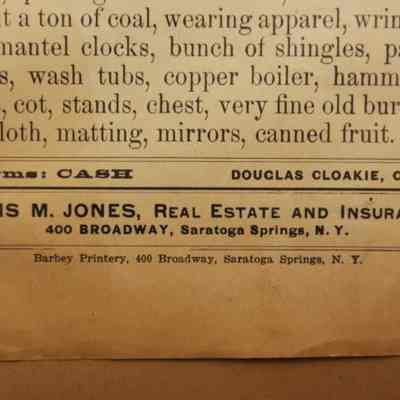 t a ton of coal, wearing apparel, wrin
mantel clocks, bunch of shingles, pa
s, wash tubs, copper boiler, hamm
, cot, stands, chest, very fine old bur
loth, matting, mirrors, canned fruit.
rms: CASH DOUGLAS CLOAKIE, C
IS M. JONES, REAL ESTATE AND INSURA
400 BROADWAY, Saratoga Springs, N. Y.
Barbey Printery, 400 Broadway, Saratoga Springs, N. Y.